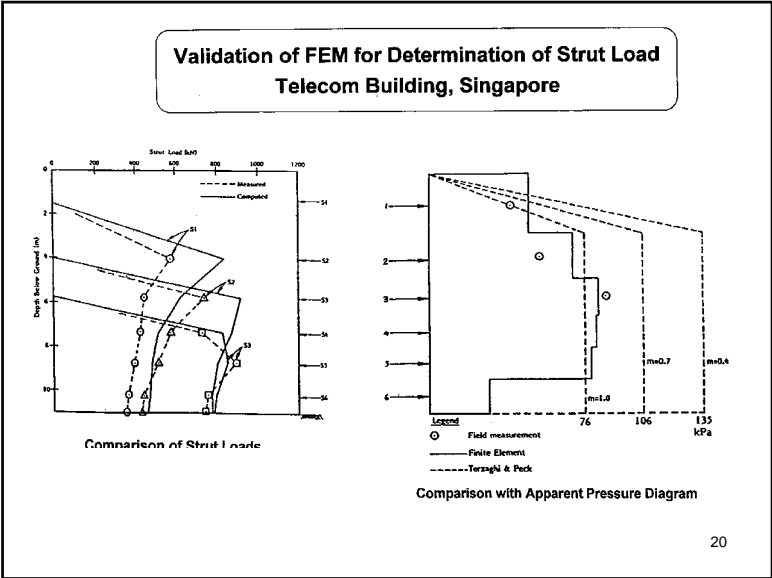 Validation of FEM for Determination of Strut Load
Telecom Building, Singapore
Strut Load (kN)
0 200 400 600 800 1000 1200
0
2
4
6
8
10
Depth Below Ground (m)
Measured
Computed
S1
S2
S3
S1
S2
S3
S4
S5
S6
Comparison of Strut Loads
1
2
3
4
5
6
m=1.0
m=0.7
m=0.4
76 106 135
kPa
Legend
Field measurement
Finite Element
Terzaghi & Peck
Comparison with Apparent Pressure Diagram
20